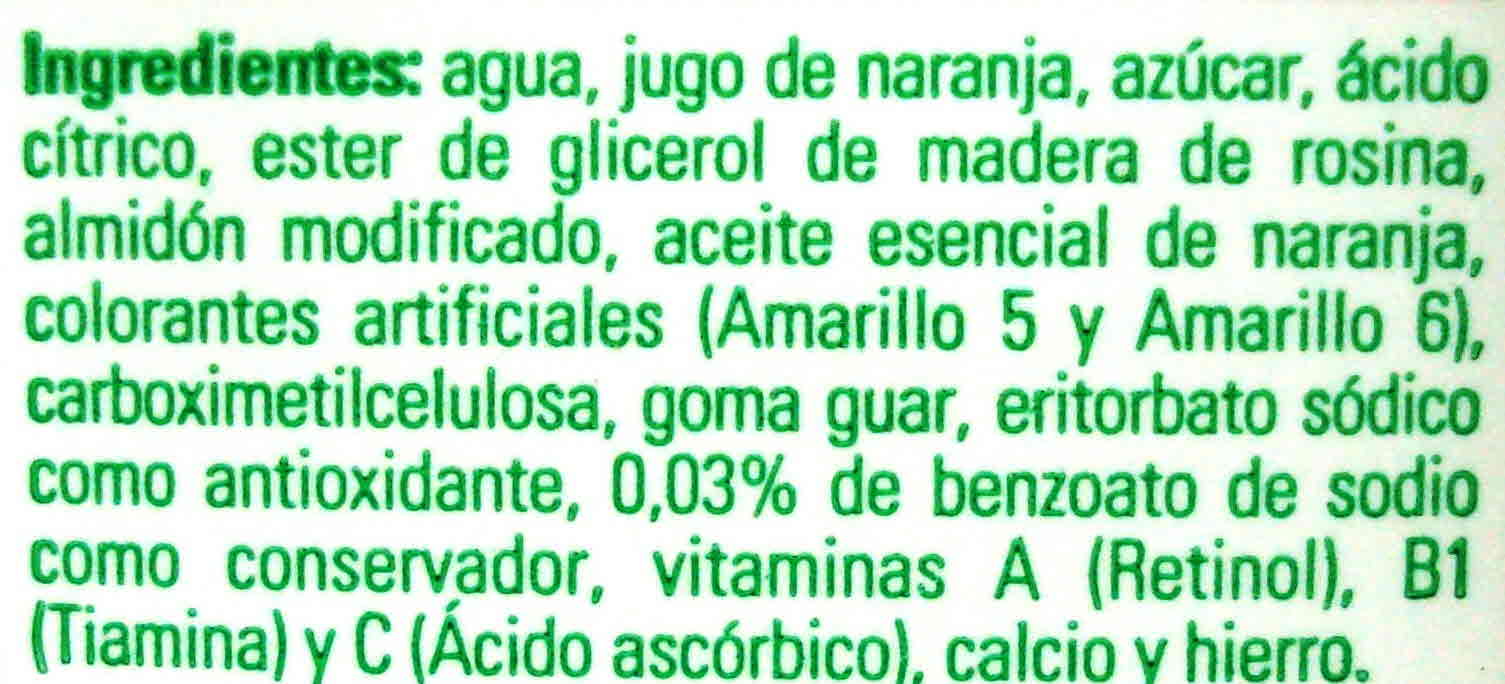 Ingredientes: agua, jugo de naranja, azúcar, ácido
cítrico, ester de glicerol de madera de rosina,
almidón modificado, aceite esencial de naranja,
colorantes artificiales (Amarillo 5 y Amarillo 6),
carboximetilcelulosa, goma guar, eritorbato sódico
como antioxidante, 0,03% de benzoato de sodio
como conservador, vitaminas A (Retinol), B1
(Tiamina) y C (Ácido ascórbico), calcio y hierro.